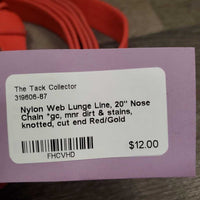 The Tack Collector
319606-87
Nylon Web Lunge Line, 20" Nose
Chain "gc, mnr dirt & stains,
knotted, cut end Red/Gold
$12.00
FHCVHD